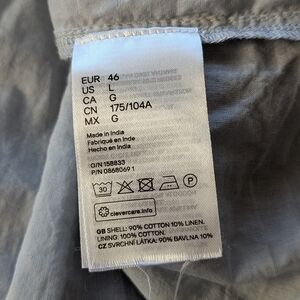 EUR 46
US L
CA G
CN 175/104A
MX G
Made in India
Fabriqué en Inde
Hecho en India
O/N 158833
P/N 0868069 1
30
P
clevercare.info
GB SHELL: 90% COTTON 10% LINEN.
LINING: 100% COTTON.
CZ SVRCHNÍ LÁTKA: 90% BAVLNA 10%